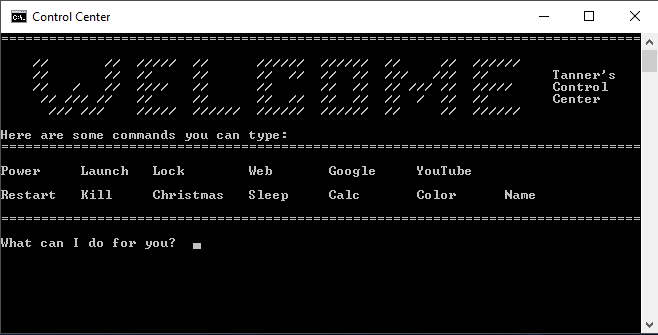 Control Center
WELCOME
Tanner's
Control
Center
Here are some commands you can type:
Power Launch Lock Web Google YouTube
Restart Kill Christmas Sleep Calc Color Name
What can I do for you?